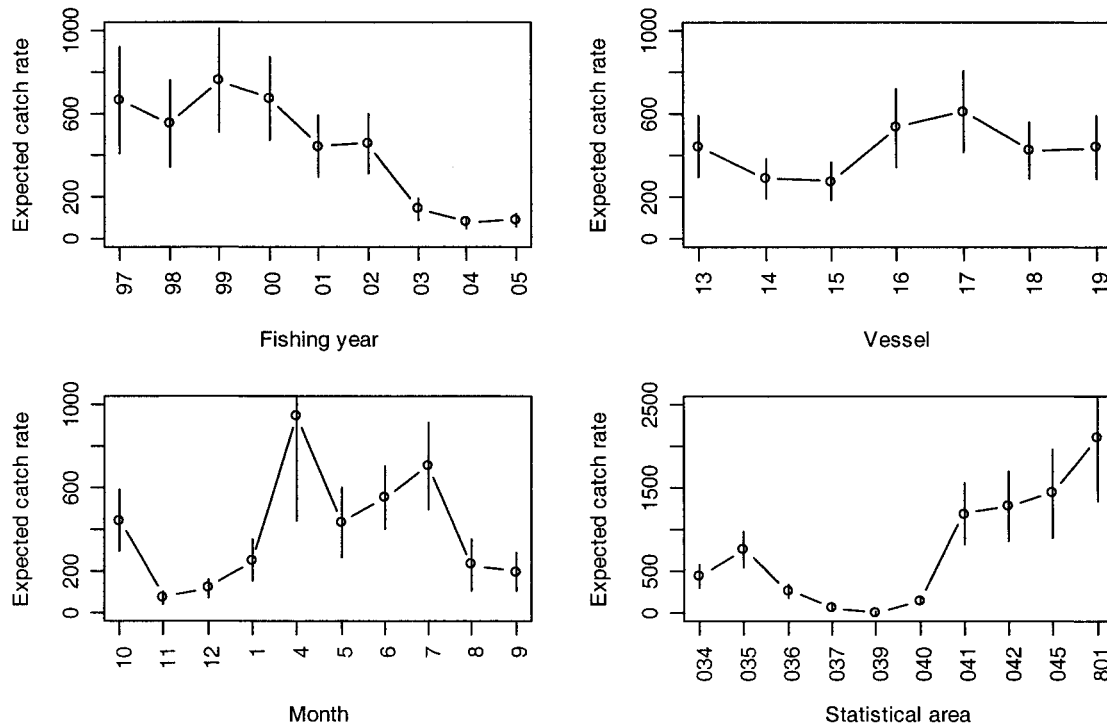 Expected catch rate
0 200 600 1000
97 98 99 00 01 02 03 04 05
Fishing year
Expected catch rate
0 200 600 1000
13 14 15 16 17 18 19
Vessel
Expected catch rate
0 200 600 1000
10 11 12 1 4 5 6 7 8 9
Month
Expected catch rate
0 500 1500 2500
034 035 036 037 039 040 041 042 045 801
Statistical area